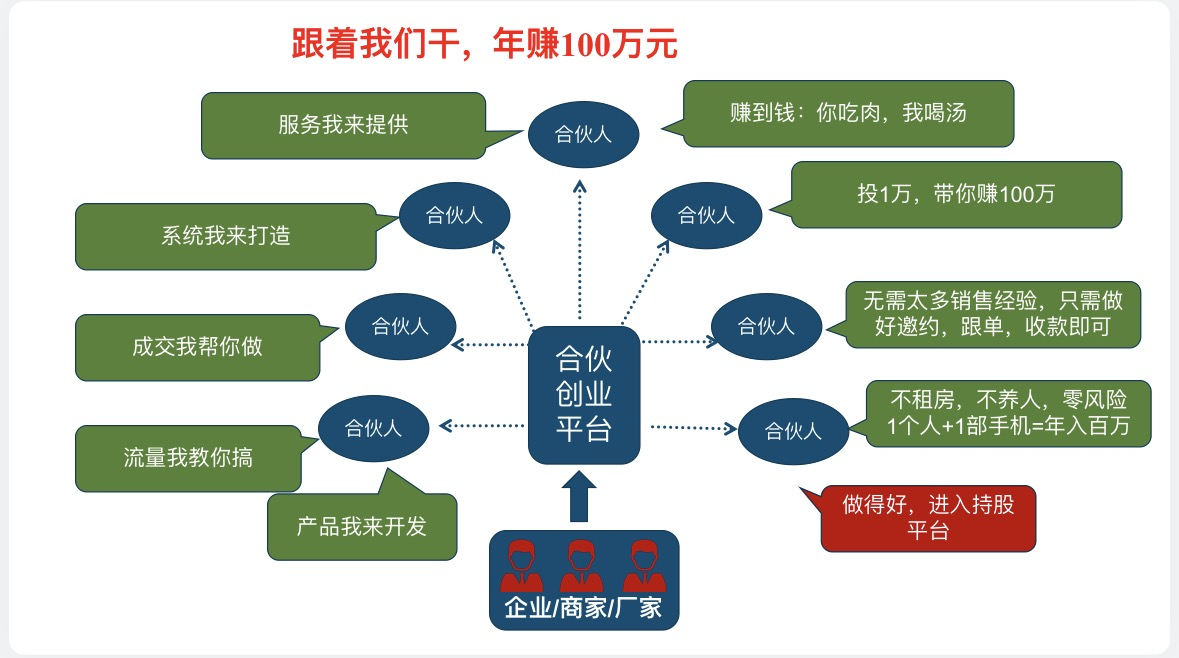 跟着我们干，年赚100万元
服务我来提供
合伙人
赚到钱：你吃肉，我喝汤
系统我来打造
合伙人
合伙人
投1万，带你赚100万
成交我帮你做
合伙人
合伙人
无需太多销售经验，只需做
好邀约，跟单，收款即可
合伙
创业
平台
流量我教你搞
合伙人
合伙人
不租房，不养人，零风险
1个人+1部手机=年入百万
产品我来开发
做得好，进入持股
平台
企业/商家/厂家